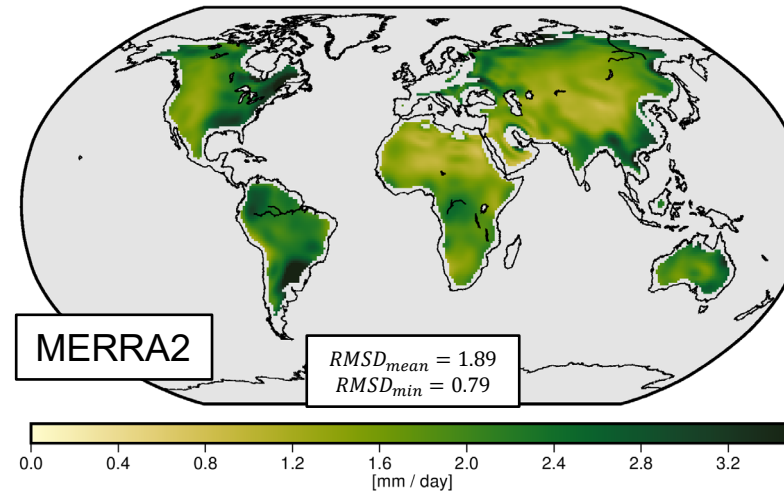 MERRA2
RMSD_mean = 1.89
RMSD_min = 0.79
0.0 0.4 0.8 1.2 1.6 2.0 2.4 2.8 3.2
[mm / day]